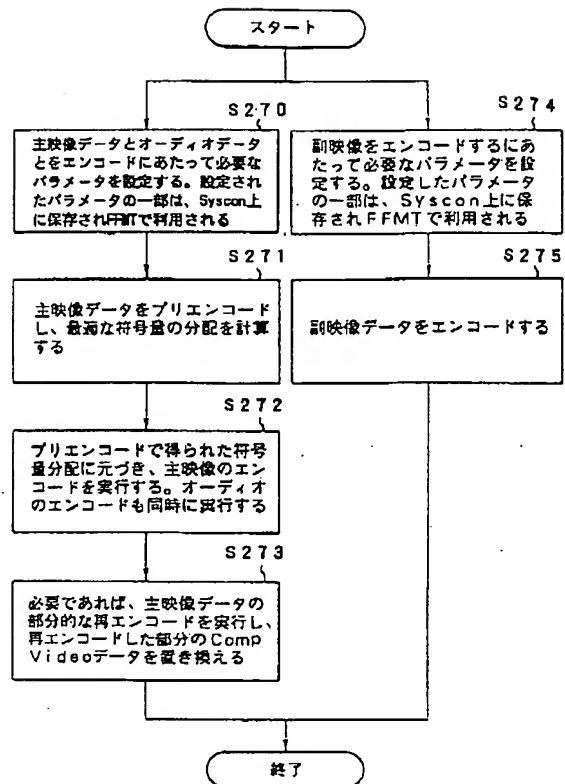 スタート
S270
主映像データとオーディオデータ
とをエンコードにあたって必要な
パラメータを設定する。設定され
たパラメータの一部は、Syscon上
に保存されFFMTで利用される
S271
主映像データをプリエンコード
し、最適な符号量の分配を計算
する
S272
プリエンコードで得られた符号
量分配に元づき、主映像のエン
コードを実行する。オーディオ
のエンコードも同時に実行する
S273
必要であれば、主映像データの
部分的な再エンコードを実行し、
再エンコードした部分のComp
Videoデータを置き換える
S274
副映像をエンコードするにあ
たって必要なパラメータを設
定する。設定したパラメータ
の一部は、Syscon上に保
存されFFMTで利用される
S275
副映像データをエンコードする
終了